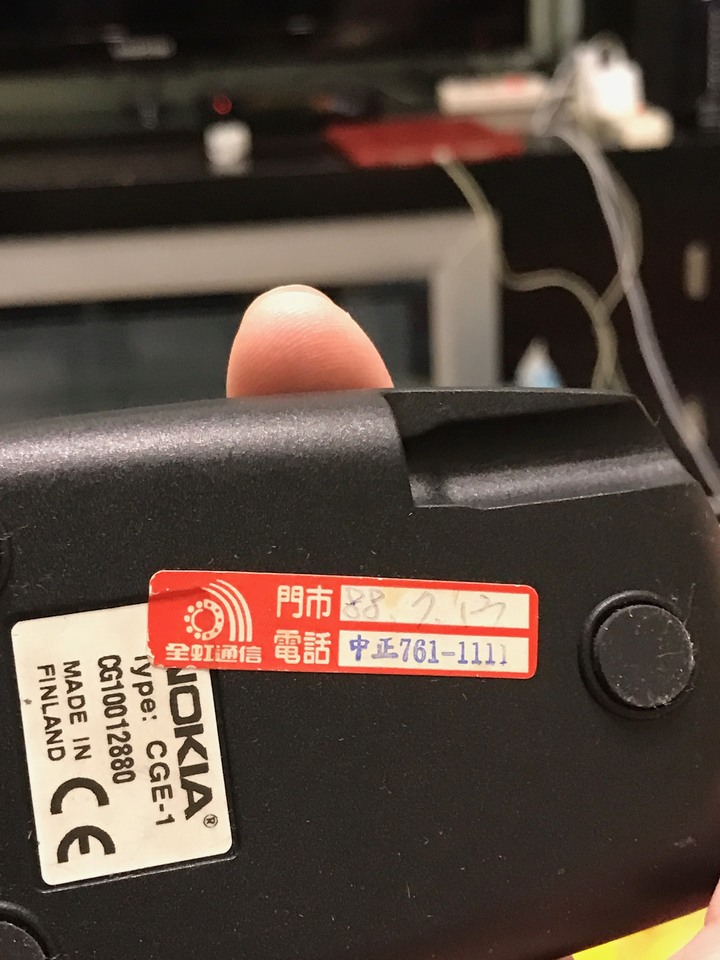 全虹通信
門市 88.7.13
電話 中正761-1111
NOKIA®
Type: CGE-1
CG10012880
MADE IN
FINLAND
CE